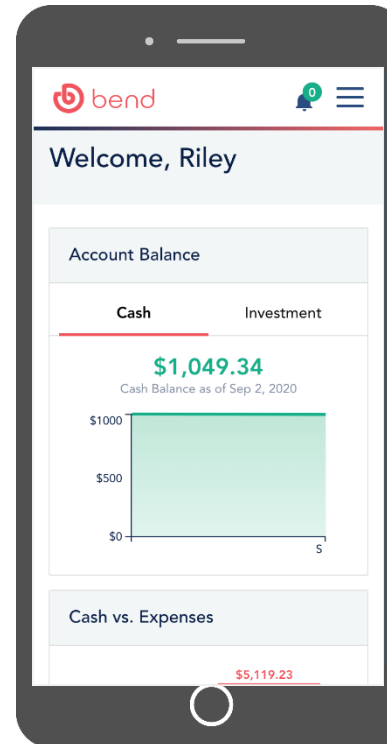 bend
0
Welcome, Riley
Account Balance
Cash Investment
$1,049.34
Cash Balance as of Sep 2, 2020
$1000
$500
$0
S
Cash vs. Expenses
$5,119.23